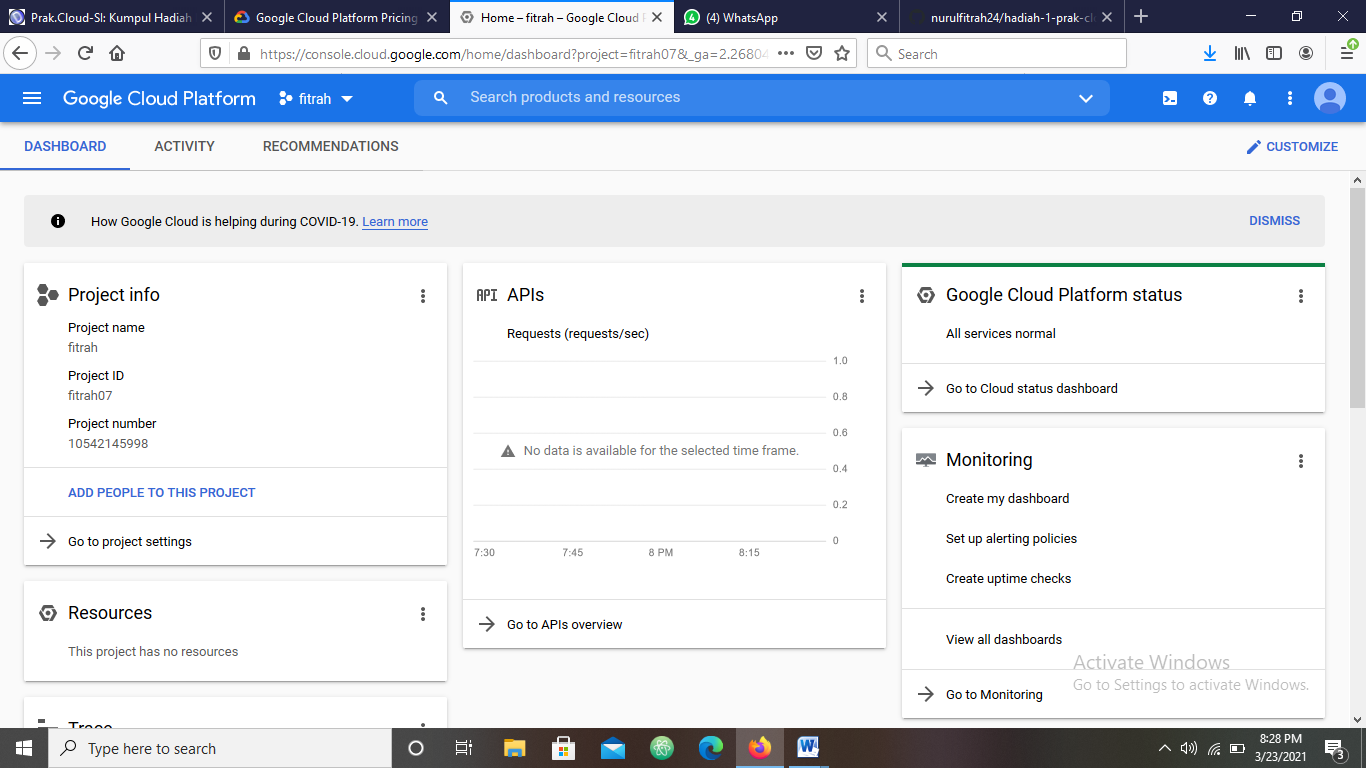 Prak.Cloud-SI: Kumpul Hadiah
Google Cloud Platform Pricing
Home – fitrah – Google Cloud P
(4) WhatsApp
nurulfitrah24/hadiah-1-prak-cl
https://console.cloud.google.com/home/dashboard?project=fitrah07&_ga=2.26804
Search
Google Cloud Platform
fitrah
Search products and resources
DASHBOARD
ACTIVITY
RECOMMENDATIONS
CUSTOMIZE
How Google Cloud is helping during COVID-19. Learn more
DISMISS
Project info
Project name
fitrah
Project ID
fitrah07
Project number
10542145998
ADD PEOPLE TO THIS PROJECT
Go to project settings
Resources
This project has no resources
Trace
API APIs
Requests (requests/sec)
1.0
0.8
0.6
No data is available for the selected time frame.
0.4
0.2
0
7:30 7:45 8 PM 8:15
Go to APIs overview
Google Cloud Platform status
All services normal
Go to Cloud status dashboard
Monitoring
Create my dashboard
Set up alerting policies
Create uptime checks
View all dashboards
Go to Monitoring
Activate Windows
Go to Settings to activate Windows.
Type here to search
8:28 PM
3/23/2021
3